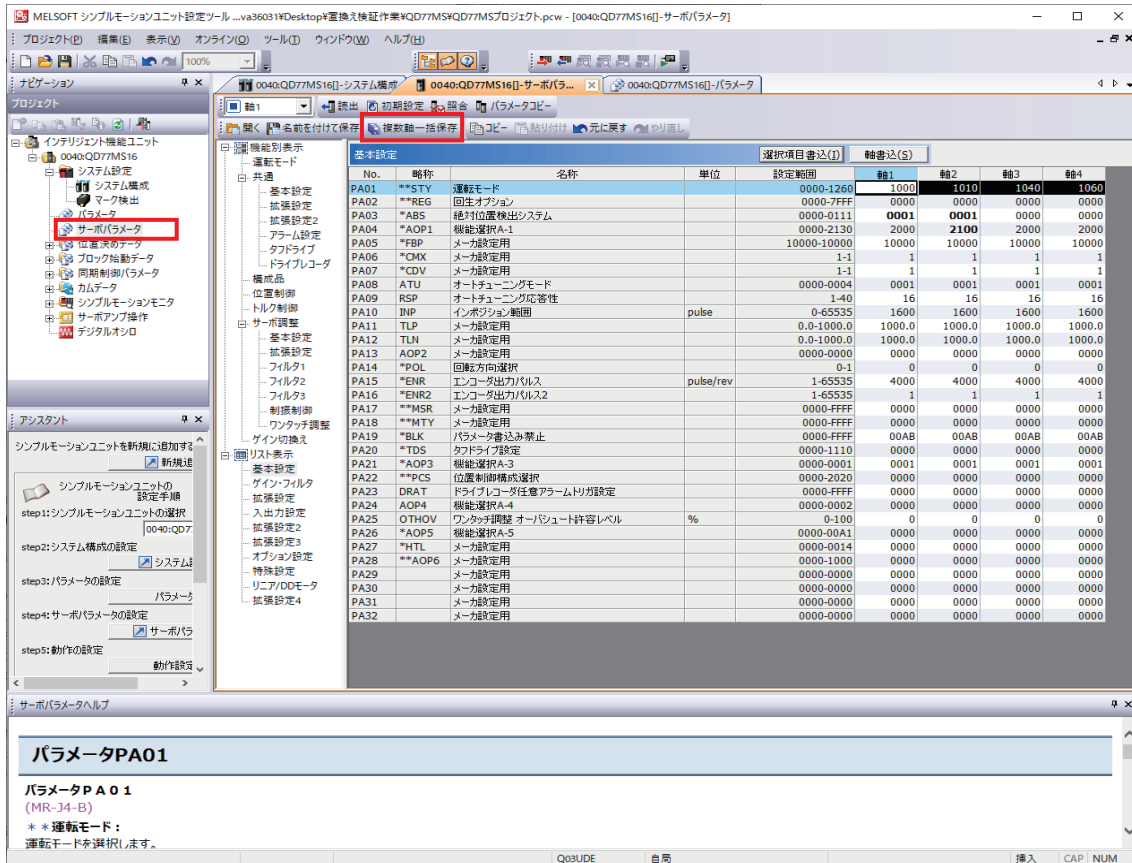 MELSOFT シンプルモーションユニット設定ツール ...va36031¥Desktop¥置換え検証作業¥QD77MS¥QD77MSプロジェクト.pcw - [0040:QD77MS16[]-サーボパラメータ]
プロジェクト(P) 編集(E) 表示(V) オンライン(O) ツール(T) ウィンドウ(W) ヘルプ(H)
100%
ナビゲーション
プロジェクト
インテリジェント機能ユニット
0040:QD77MS16
システム設定
システム構成
マーク検出
パラメータ
サーボパラメータ
位置決めデータ
ブロック始動データ
同期制御パラメータ
カムデータ
シンプルモーションモニタ
サーボアンプ操作
デジタルオシロ
アシスタント
シンプルモーションユニットを新規に追加する
新規追
シンプルモーションユニットの
設定手順
step1:シンプルモーションユニットの選択
0040:QD7
step2:システム構成の設定
システム
step3:パラメータの設定
パラメータ
step4:サーボパラメータの設定
サーボパラ
step5:動作の設定
動作設定
0040:QD77MS16[]-システム構成 0040:QD77MS16[]-サーボパラ... 0040:QD77MS16[]-パラメータ
軸1 読出 初期設定 照合 パラメータコピー
開く 名前を付けて保存 複数軸一括保存 コピー 貼り付け 元に戻す やり直し
機能別表示
運転モード
共通
基本設定
拡張設定
拡張設定2
アラーム設定
タフドライブ
ドライブレコーダ
構成品
位置制御
トルク制御
サーボ調整
基本設定
拡張設定
フィルタ1
フィルタ2
フィルタ3
制振制御
ワンタッチ調整
ゲイン切換え
リスト表示
基本設定
ゲイン・フィルタ
拡張設定
入出力設定
拡張設定2
拡張設定3
オプション設定
特殊設定
リニア/DDモータ
拡張設定4
基本設定 選択項目書込(I) 軸書込(S)
No. 略称 名称 単位 設定範囲 軸1 軸2 軸3 軸4
PA01 **STY 運転モード 0000-1260 1000 1010 1040 1060
PA02 **REG 回生オプション 0000-7FFF 0000 0000 0000 0000
PA03 *ABS 絶対位置検出システム 0000-0111 0001 0001 0000 0000
PA04 *AOP1 機能選択A-1 0000-2130 2000 2100 2000 2000
PA05 *FBP メーカ設定用 10000-10000 10000 10000 10000 10000
PA06 *CMX メーカ設定用 1-1 1 1 1 1
PA07 *CDV メーカ設定用 1-1 1 1 1 1
PA08 ATU オートチューニングモード 0000-0004 0001 0001 0001 0001
PA09 RSP オートチューニング応答性 1-40 16 16 16 16
PA10 INP インポジション範囲 pulse 0-65535 1600 1600 1600 1600
PA11 TLP メーカ設定用 0.0-1000.0 1000.0 1000.0 1000.0 1000.0
PA12 TLN メーカ設定用 0.0-1000.0 1000.0 1000.0 1000.0 1000.0
PA13 AOP2 メーカ設定用 0000-0000 0000 0000 0000 0000
PA14 *POL 回転方向選択 0-1 0 0 0 0
PA15 *ENR エンコーダ出力パルス pulse/rev 1-65535 4000 4000 4000 4000
PA16 *ENR2 エンコーダ出力パルス2 1-65535 1 1 1 1
PA17 **MSR メーカ設定用 0000-FFFF 0000 0000 0000 0000
PA18 **MTY メーカ設定用 0000-FFFF 0000 0000 0000 0000
PA19 *BLK パラメータ書込み禁止 0000-FFFF 00AB 00AB 00AB 00AB
PA20 *TDS タフドライブ設定 0000-1110 0000 0000 0000 0000
PA21 *AOP3 機能選択A-3 0000-0001 0001 0001 0001 0001
PA22 **PCS 位置制御構成選択 0000-2020 0000 0000 0000 0000
PA23 DRAT ドライブレコーダ任意アラームトリガ設定 0000-FFFF 0000 0000 0000 0000
PA24 AOP4 機能選択A-4 0000-0002 0000 0000 0000 0000
PA25 OTHOV ワンタッチ調整 オーバシュート許容レベル % 0-100 0 0 0 0
PA26 *AOP5 機能選択A-5 0000-00A1 0000 0000 0000 0000
PA27 *HTL メーカ設定用 0000-0014 0000 0000 0000 0000
PA28 **AOP6 メーカ設定用 0000-1000 0000 0000 0000 0000
PA29 メーカ設定用 0000-0000 0000 0000 0000 0000
PA30 メーカ設定用 0000-0000 0000 0000 0000 0000
PA31 メーカ設定用 0000-0000 0000 0000 0000 0000
PA32 メーカ設定用 0000-0000 0000 0000 0000 0000
サーボパラメータヘルプ
パラメータPA01
パラメータＰＡ０１
(MR-J4-B)
＊＊運転モード：
運転モードを選択します。
Q03UDE 自局 挿入 CAP NUM